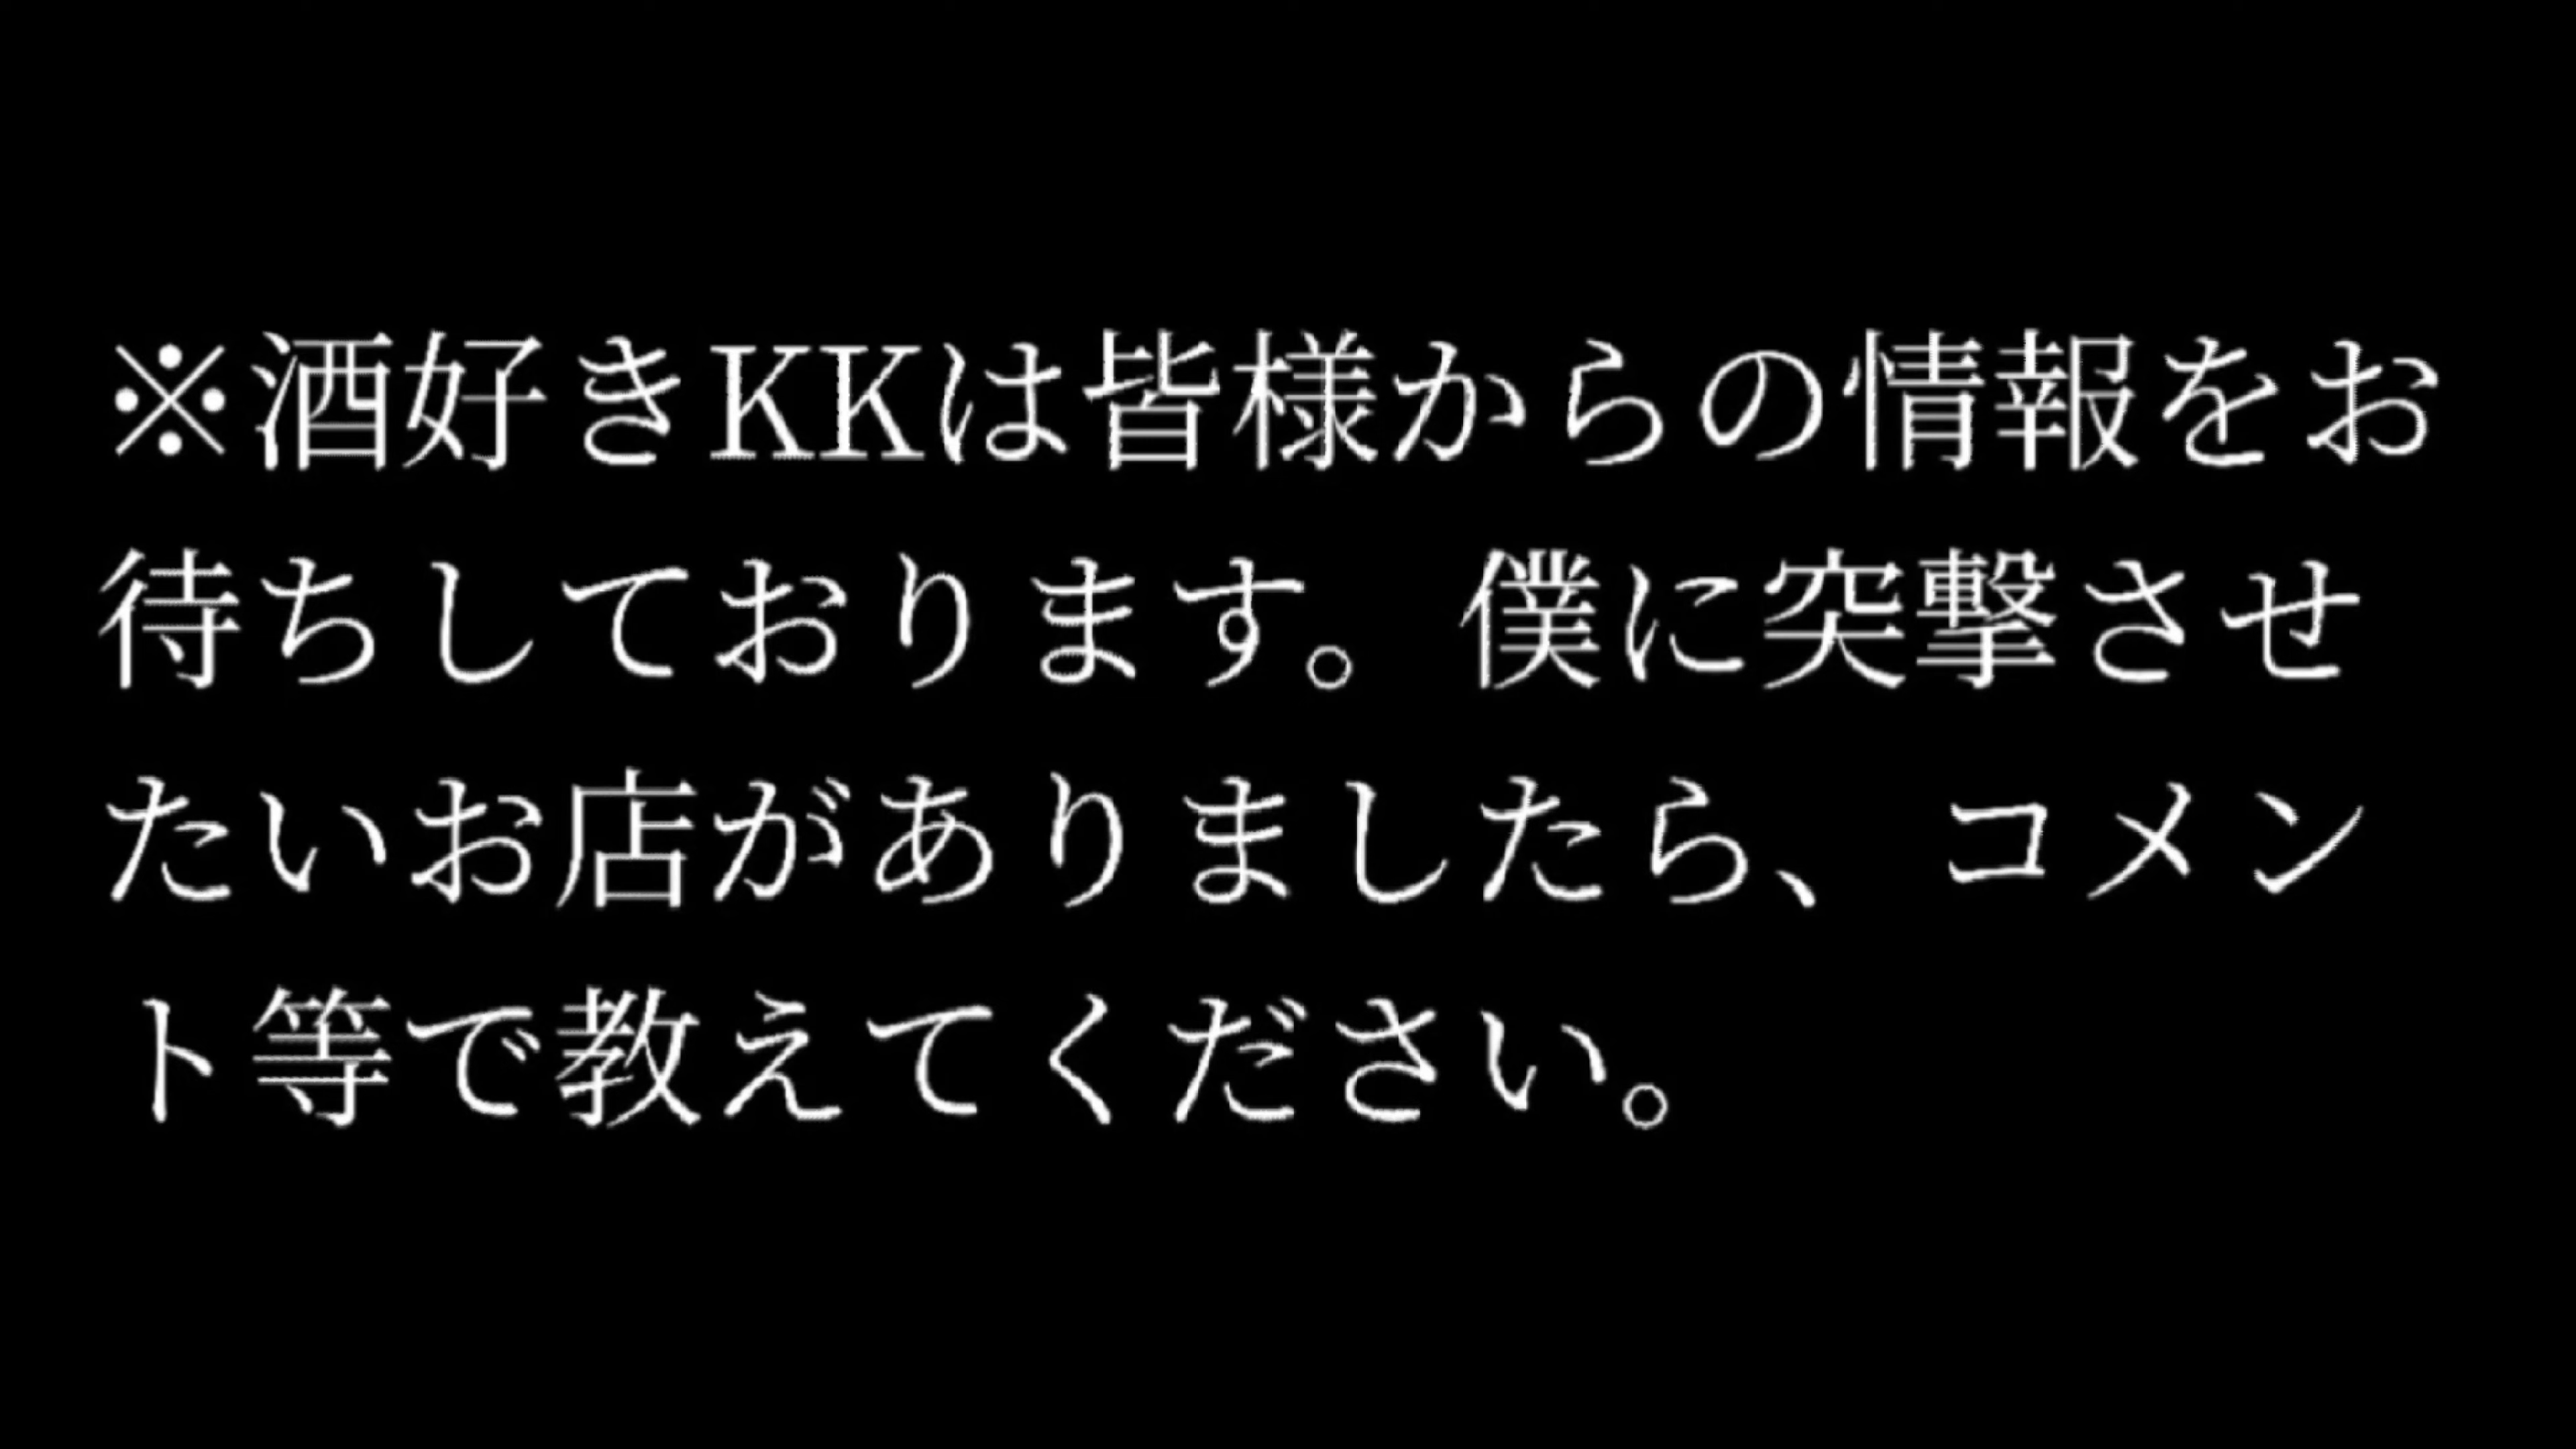 ※酒好きKKは皆様からの情報をお
待ちしております。僕に突撃させ
たいお店がありましたら、コメン
ト等で教えてください。